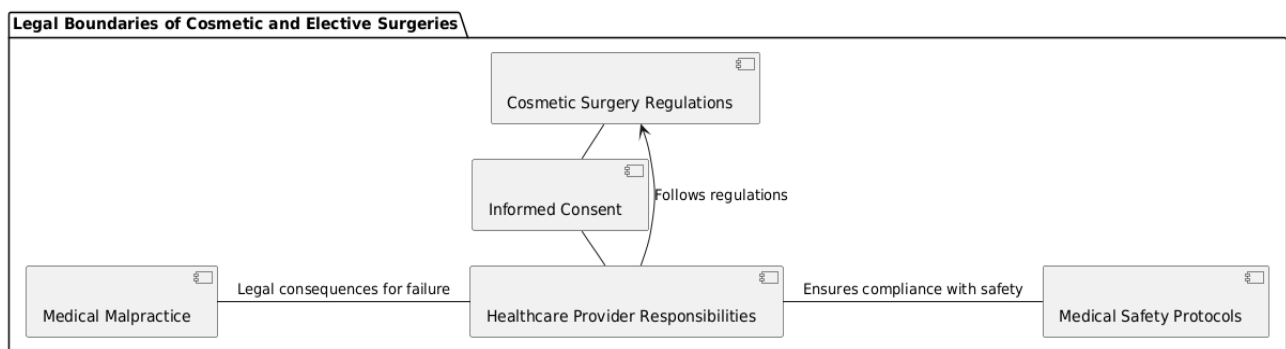 Legal Boundaries of Cosmetic and Elective Surgeries
Cosmetic Surgery Regulations
Informed Consent
Follows regulations
Medical Malpractice
Legal consequences for failure
Healthcare Provider Responsibilities
Ensures compliance with safety
Medical Safety Protocols